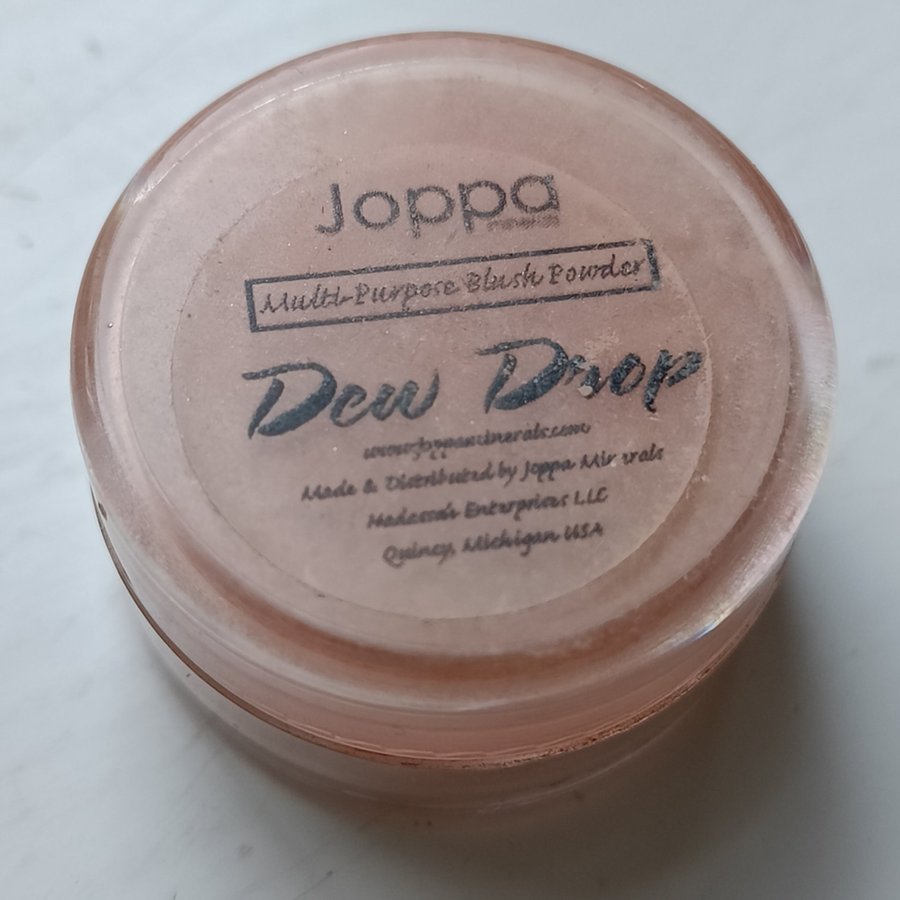 Joppa
Multi-Purpose Blush Powder
Dew Drop
www.joppaminerals.com
Made & Distributed by Joppa Minerals
Hadassah Enterprises LLC
Quincy, Michigan USA